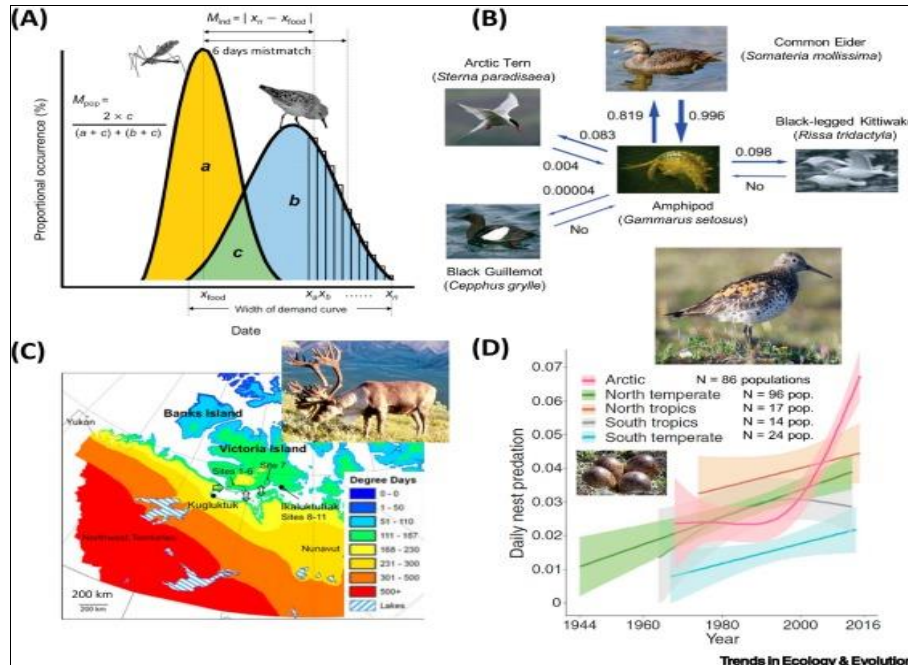 (A)
M_ind = | x_n − x_food |
6 days mismatch
M_pop =
2 × c
(a + c) + (b + c)
a
b
c
Proportional occurrence (%)
x_food
x_a x_b ...... x_n
Width of demand curve
Date
(B)
Common Eider
(Somateria mollissima)
Arctic Tern
(Sterna paradisaea)
0.819
0.996
Black-legged Kittiwake
(Rissa tridactyla)
0.083
0.004
0.098
No
0.00004
No
Amphipod
(Gammarus setosus)
Black Guillemot
(Cepphus grylle)
(C)
Yukon
Banks Island
Victoria Island
Sites 1-6
Site 7
Kugluktuk
Ikaluktutiak
Sites 8-11
Northwest Territories
Nunavut
200 km
200 km
Degree Days
0 - 0
1 - 50
51 - 110
111 - 167
168 - 230
231 - 300
301 - 500
500+
Lakes
(D)
Daily nest predation
0.07
0.06
0.05
0.04
0.03
0.02
0.01
0
Arctic N = 86 populations
North temperate N = 96 pop.
North tropics N = 17 pop.
South tropics N = 14 pop.
South temperate N = 24 pop.
1944 1960 1980 2000 2016
Year
Trends in Ecology & Evolution